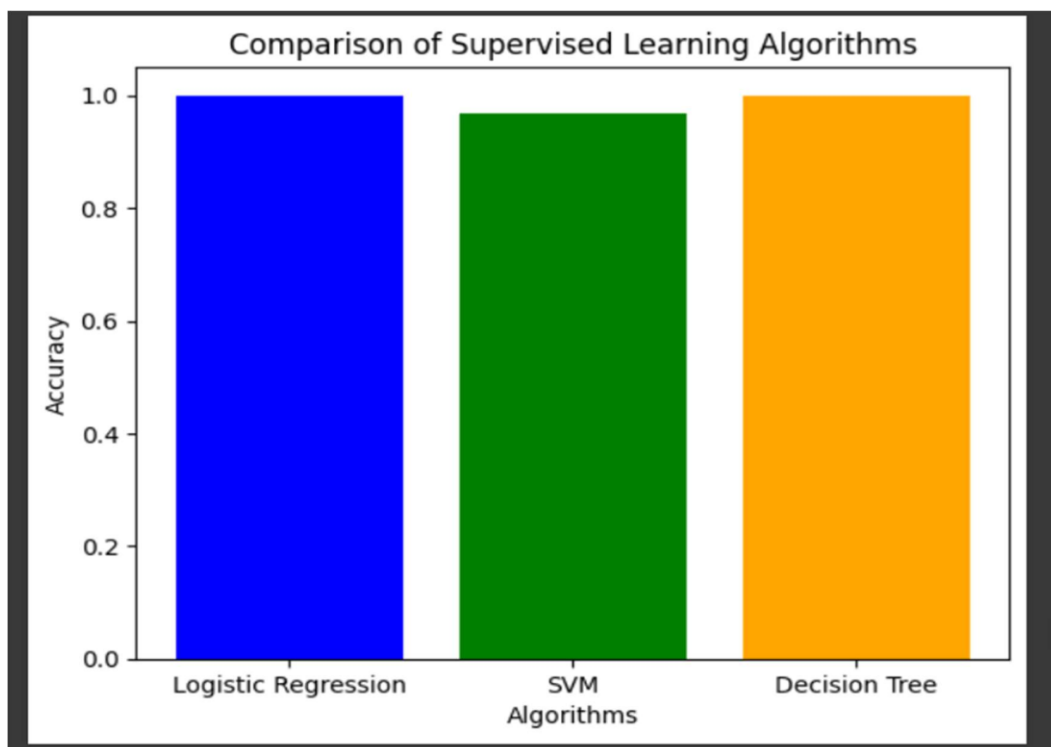 Comparison of Supervised Learning Algorithms
1.0
0.8
0.6
0.4
0.2
0.0
Accuracy
Logistic Regression SVM Decision Tree
Algorithms